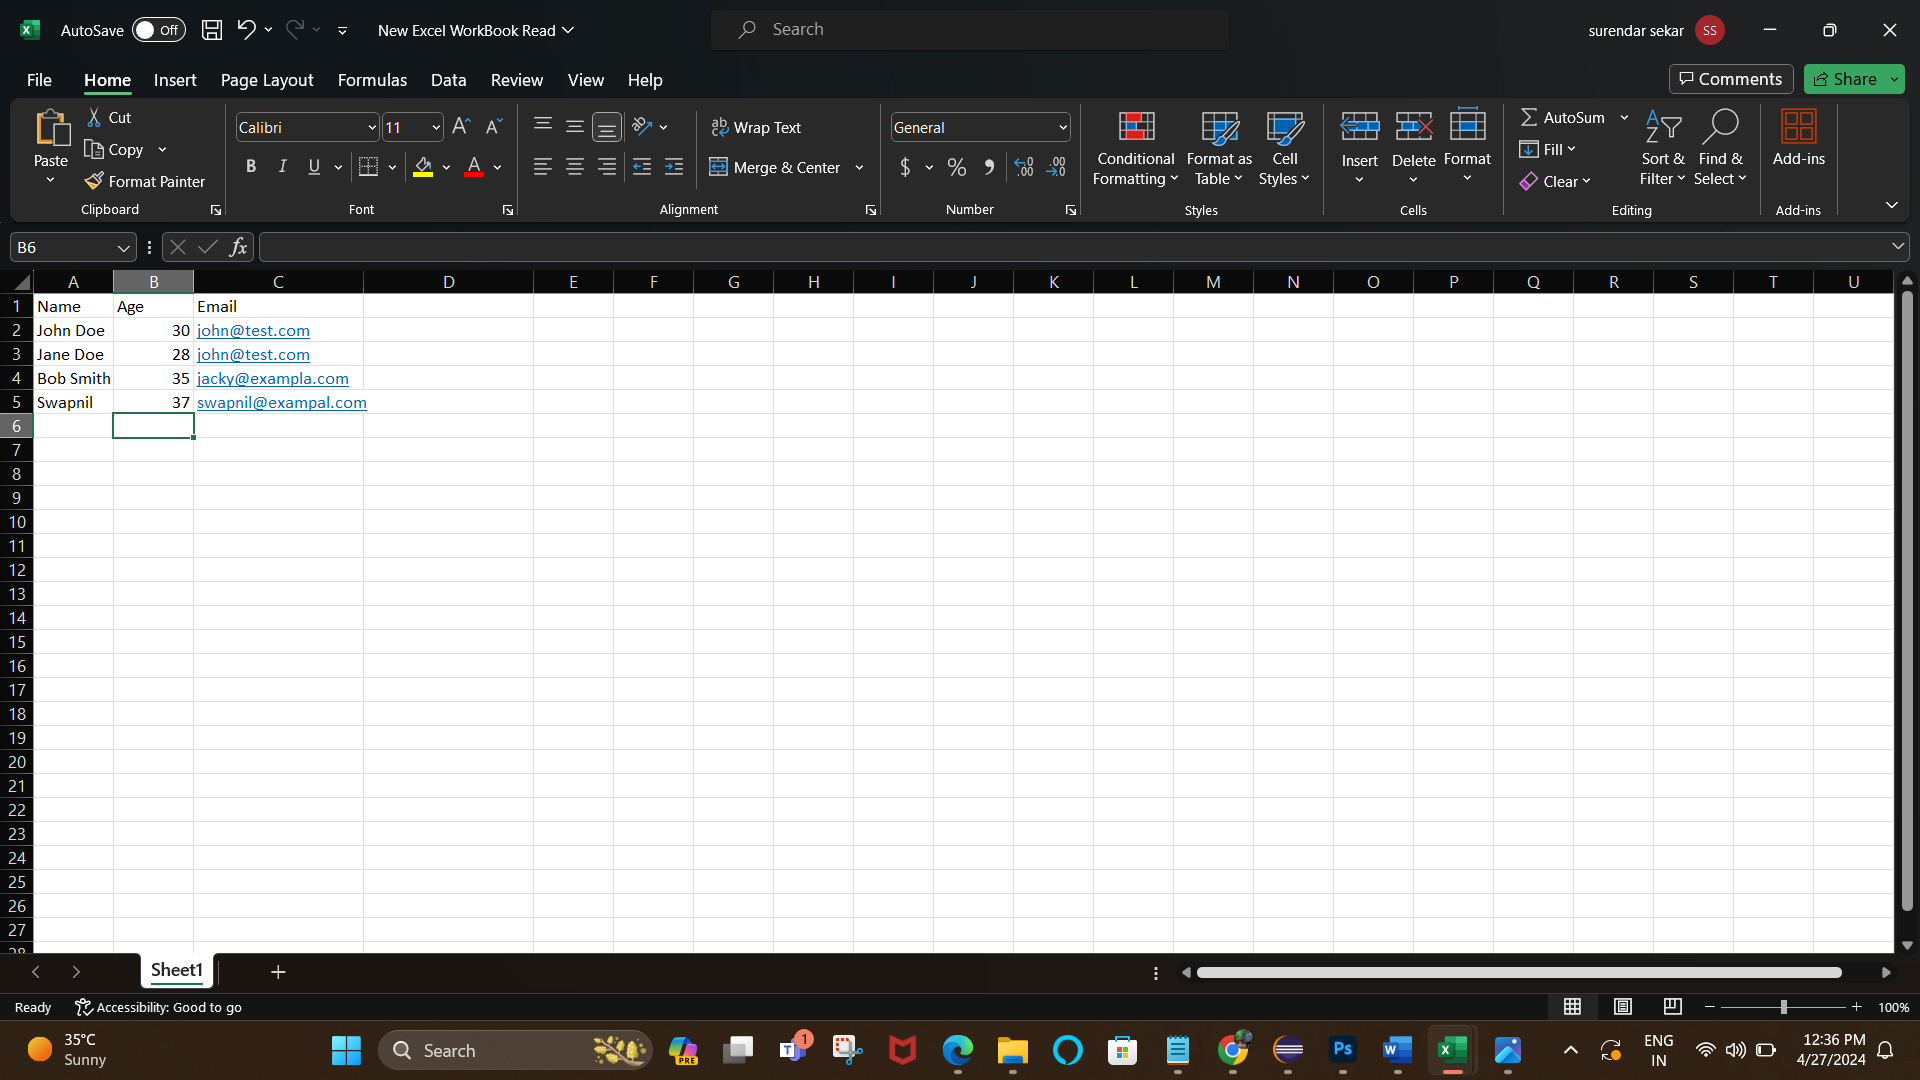 AutoSave Off New Excel WorkBook Read Search surendar sekar SS
File Home Insert Page Layout Formulas Data Review View Help Comments Share
Paste Cut Calibri 11 Wrap Text General Conditional Formatting Format as Table Cell Styles Insert Delete Format AutoSum Sort & Filter Find & Select Add-ins
Copy Fill
Format Painter B I U A Merge & Center $ % Clear
Clipboard Font Alignment Number Styles Cells Editing Add-ins
B6 fx
A B C D E F G H I J K L M N O P Q R S T U
1 Name Age Email
2 John Doe 30 john@test.com
3 Jane Doe 28 john@test.com
4 Bob Smith 35 jacky@exampla.com
5 Swapnil 37 swapnil@exampal.com
6
7
8
9
10
11
12
13
14
15
16
17
18
19
20
21
22
23
24
25
26
27
28
Sheet1
Ready Accessibility: Good to go 100%
35°C
Sunny
Search PRE 1 Ps W X ENG
IN
12:36 PM
4/27/2024